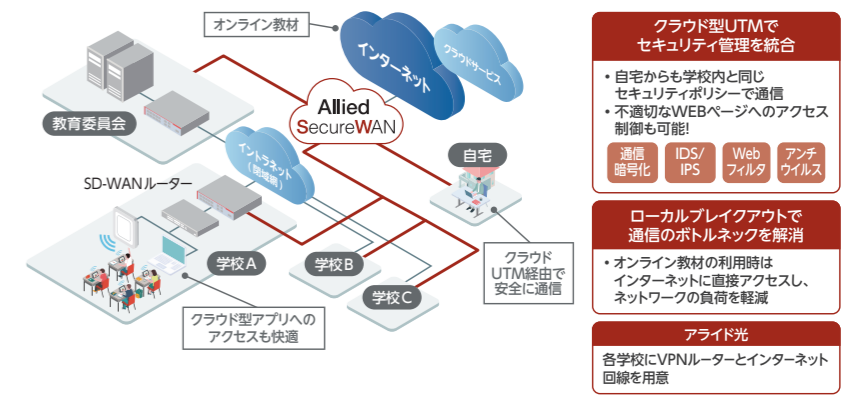 オンライン教材
インターネット
クラウドサービス
Allied
SecureWAN
教育委員会
イントラネット
(閉域網)
自宅
SD-WANルーター
学校A
学校B
学校C
クラウド
UTM経由で
安全に通信
クラウド型アプリへの
アクセスも快適
クラウド型UTMで
セキュリティ管理を統合
・自宅からも学校内と同じ
セキュリティポリシーで通信
・不適切なWEBページへのアクセス
制御も可能!
通信
暗号化
IDS/
IPS
Web
フィルタ
アンチ
ウイルス
ローカルブレイクアウトで
通信のボトルネックを解消
・オンライン教材の利用時は
インターネットに直接アクセスし、
ネットワークの負荷を軽減
アライド光
各学校にVPNルーターとインターネット
回線を用意